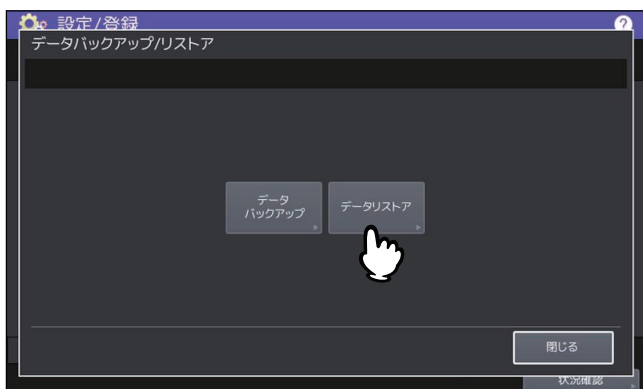 設定/登録
?
データバックアップ/リストア
データ
バックアップ
データリストア
閉じる
状況確認